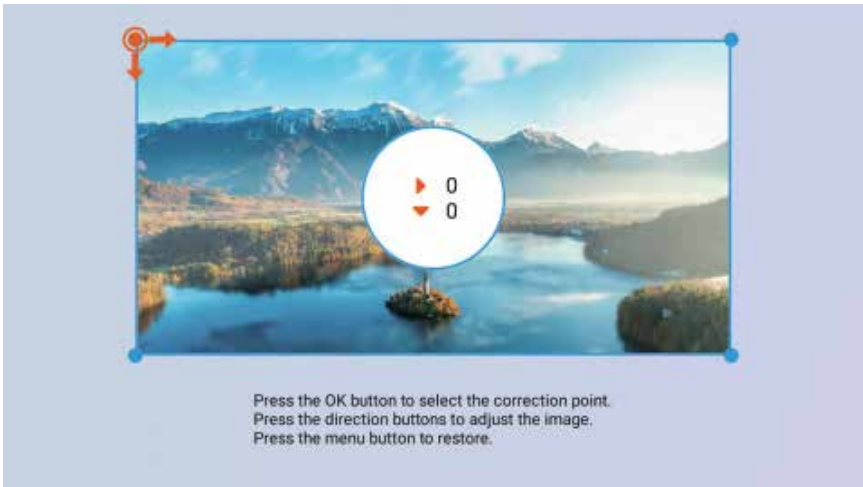 0
0
Press the OK button to select the correction point.
Press the direction buttons to adjust the image.
Press the menu button to restore.